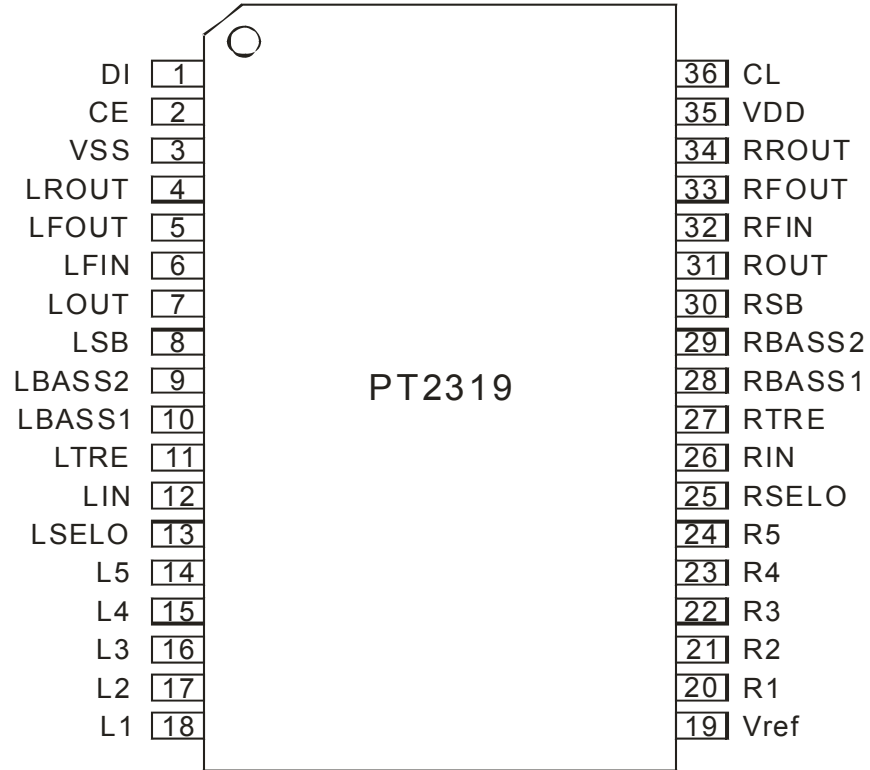 DI 1 36 CL
CE 2 35 VDD
VSS 3 34 RROUT
LROUT 4 33 RFOUT
LFOUT 5 32 RFIN
LFIN 6 31 ROUT
LOUT 7 30 RSB
LSB 8 29 RBASS2
LBASS2 9 PT2319 28 RBASS1
LBASS1 10 27 RTRE
LTRE 11 26 RIN
LIN 12 25 RSELO
LSELO 13 24 R5
L5 14 23 R4
L4 15 22 R3
L3 16 21 R2
L2 17 20 R1
L1 18 19 Vref